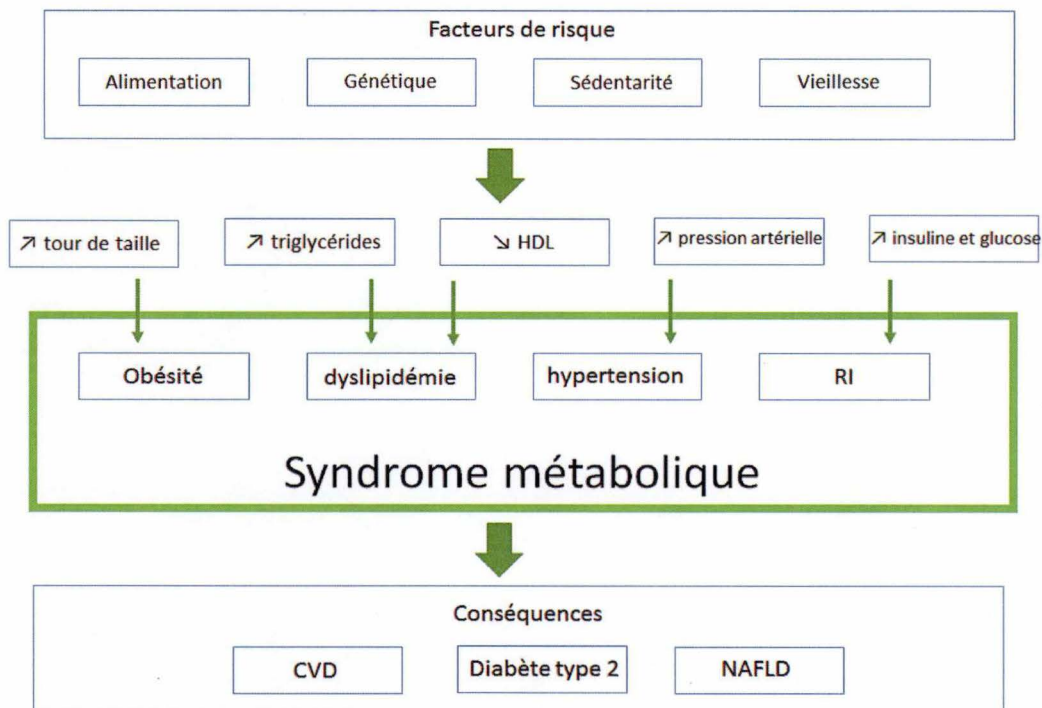 Facteurs de risque
Alimentation
Génétique
Sédentarité
Vieillesse
↗ tour de taille
↗ triglycérides
↘ HDL
↗ pression artérielle
↗ insuline et glucose
Obésité
dyslipidémie
hypertension
RI
Syndrome métabolique
Conséquences
CVD
Diabète type 2
NAFLD